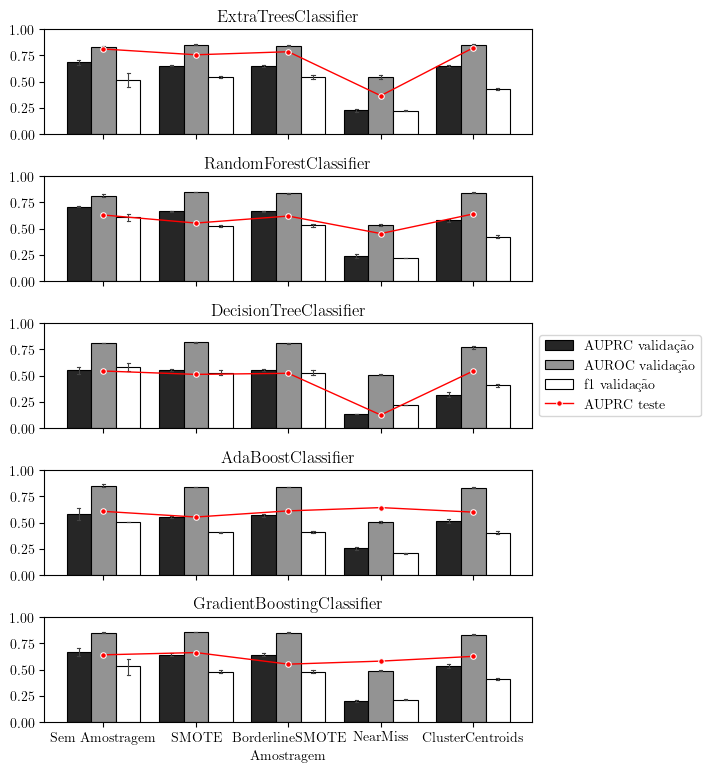 ExtraTreesClassifier
1.00
0.75
0.50
0.25
0.00
RandomForestClassifier
1.00
0.75
0.50
0.25
0.00
DecisionTreeClassifier
1.00
0.75
0.50
0.25
0.00
AUPRC validação
AUROC validação
f1 validação
AUPRC teste
AdaBoostClassifier
1.00
0.75
0.50
0.25
0.00
GradientBoostingClassifier
1.00
0.75
0.50
0.25
0.00
Sem Amostragem SMOTE BorderlineSMOTE NearMiss ClusterCentroids
Amostragem